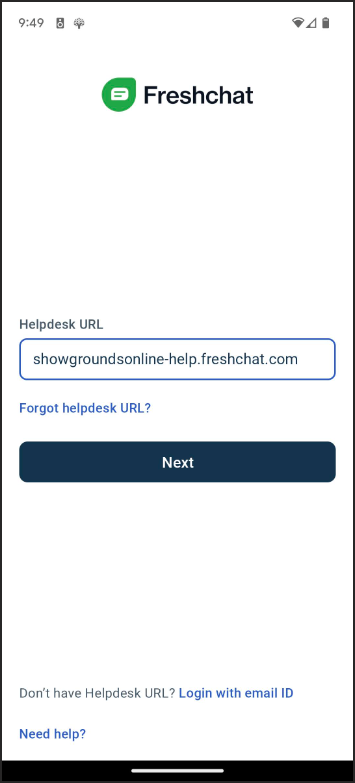 9:49
Freshchat
Helpdesk URL
showgroundsonline-help.freshchat.com
Forgot helpdesk URL?
Next
Don't have Helpdesk URL? Login with email ID
Need help?